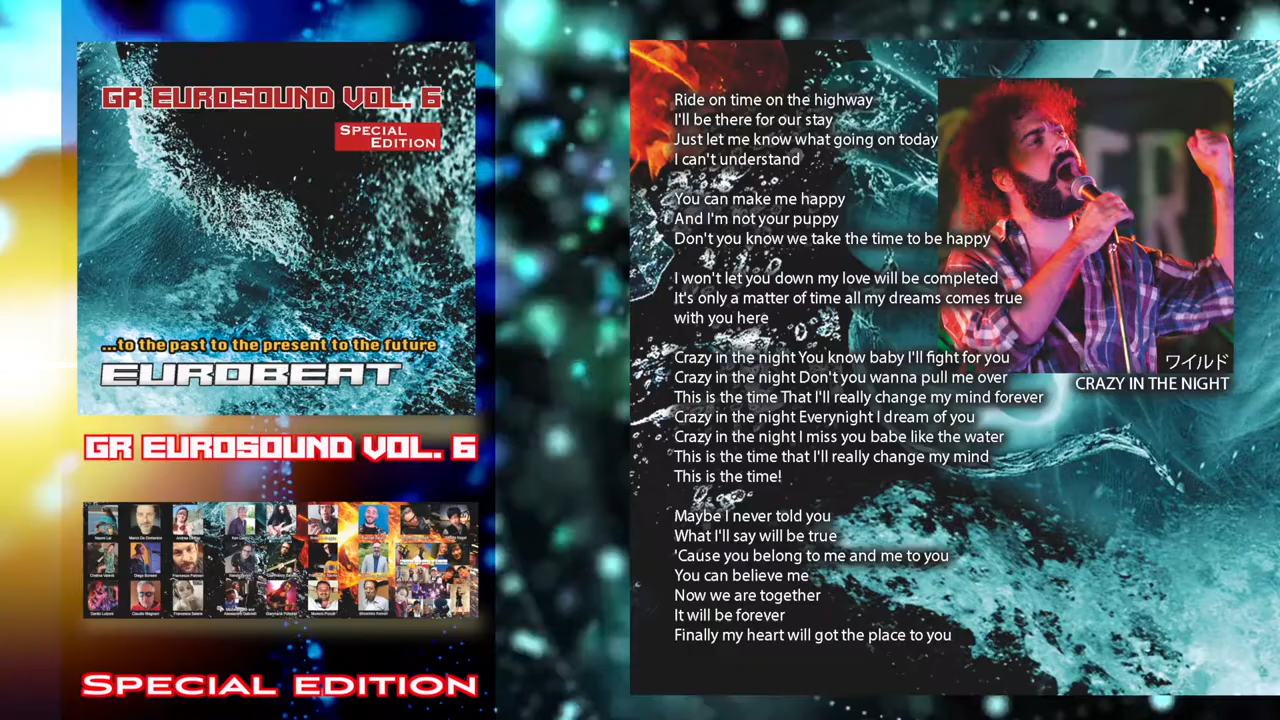 GR EUROSOUND VOL. 6
SPECIAL
EDITION
...to the past to the present to the future
EUROBEAT
GR EUROSOUND VOL. 6
SPECIAL EDITION
Ride on time on the highway
I'll be there for our stay
Just let me know what going on today
I can't understand
You can make me happy
And I'm not your puppy
Don't you know we take the time to be happy
I won't let you down my love will be completed
It's only a matter of time all my dreams comes true
with you here
Crazy in the night You know baby I'll fight for you
Crazy in the night Don't you wanna pull me over
This is the time That I'll really change my mind forever
Crazy in the night Everynight I dream of you
Crazy in the night I miss you babe like the water
This is the time that I'll really change my mind
This is the time!
Maybe I never told you
What I'll say will be true
'Cause you belong to me and me to you
You can believe me
Now we are together
It will be forever
Finally my heart will got the place to you
ワイルド
CRAZY IN THE NIGHT